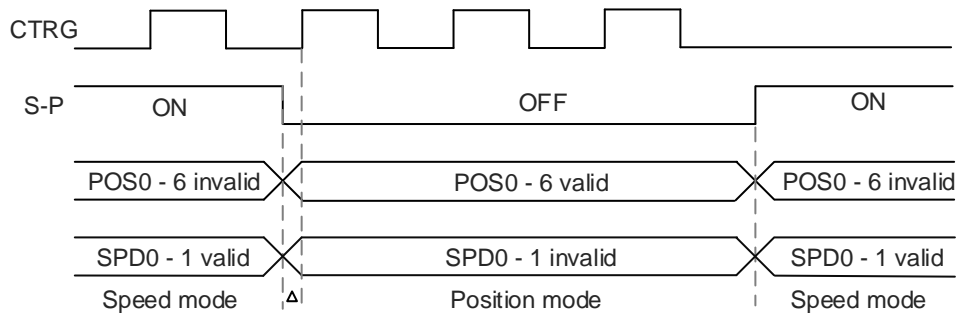 CTRG
S-P ON OFF ON
POS0 - 6 invalid POS0 - 6 valid POS0 - 6 invalid
SPD0 - 1 valid SPD0 - 1 invalid SPD0 - 1 valid
Speed mode Δ Position mode Speed mode